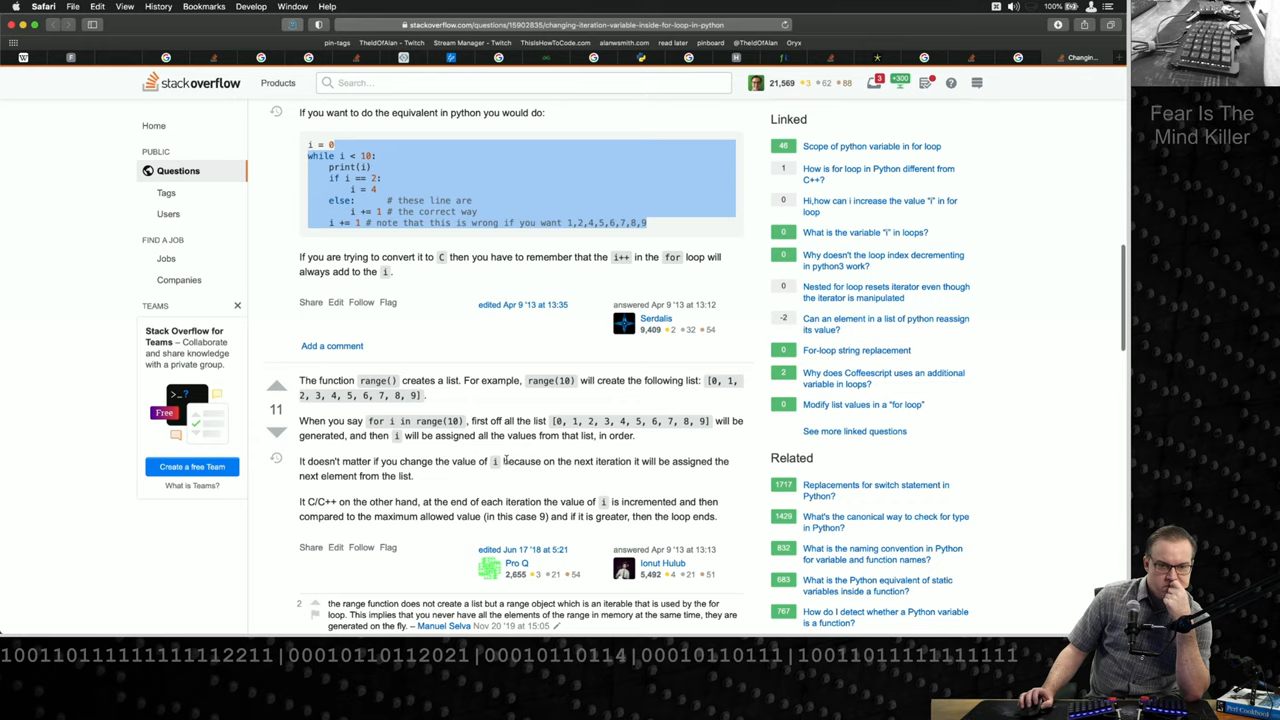 Safari File Edit View History Bookmarks Develop Window Help
100%
stackoverflow.com/questions/15902835/changing-iteration-variable-inside-for-loop-in-python
pin-tags TheIdOfAlan - Twitch Stream Manager - Twitch ThisIsHowToCode.com alanwsmith.com read later pinboard @TheIdOfAlan Oryx
Changing...
stackoverflow Products Search... 21,569 3 62 88 3 +300
Home
PUBLIC
Questions
Tags
Users
FIND A JOB
Jobs
Companies
TEAMS
Stack Overflow for
Teams – Collaborate
and share knowledge
with a private group.
>_?
Free
Create a free Team
What is Teams?
If you want to do the equivalent in python you would do:
i = 0
while i < 10:
print(i)
if i == 2:
i = 4
else: # these line are
i += 1 # the correct way
i += 1 # note that this is wrong if you want 1,2,4,5,6,7,8,9
If you are trying to convert it to C then you have to remember that the i++ in the for loop will
always add to the i.
Share Edit Follow Flag
edited Apr 9 '13 at 13:35
answered Apr 9 '13 at 13:12
Serdalis
9,409 2 32 54
Add a comment
11
The function range() creates a list. For example, range(10) will create the following list: [0, 1,
2, 3, 4, 5, 6, 7, 8, 9].
When you say for i in range(10), first off all the list [0, 1, 2, 3, 4, 5, 6, 7, 8, 9] will be
generated, and then i will be assigned all the values from that list, in order.
It doesn't matter if you change the value of i because on the next iteration it will be assigned the
next element from the list.
It C/C++ on the other hand, at the end of each iteration the value of i is incremented and then
compared to the maximum allowed value (in this case 9) and if it is greater, then the loop ends.
Share Edit Follow Flag
edited Jun 17 '18 at 5:21
Pro Q
2,655 3 21 54
answered Apr 9 '13 at 13:13
Ionut Hulub
5,492 4 21 51
2
the range function does not create a list but a range object which is an iterable that is used by the for
loop. This implies that you never have all the elements of the range in memory at the same time, they are
generated on the fly. – Manuel Selva Nov 20 '19 at 15:05
Linked
46 Scope of python variable in for loop
1 How is for loop in Python different from
C++?
0 Hi,how can i increase the value "i" in for
loop
0 What is the variable "i" in loops?
0 Why doesn't the loop index decrementing
in python3 work?
0 Nested for loop resets iterator even though
the iterator is manipulated
-2 Can an element in a list of python reassign
its value?
0 For-loop string replacement
2 Why does Coffeescript uses an additional
variable in loops?
0 Modify list values in a "for loop"
See more linked questions
Related
1717 Replacements for switch statement in
Python?
1429 What's the canonical way to check for type
in Python?
832 What is the naming convention in Python
for variable and function names?
683 What is the Python equivalent of static
variables inside a function?
767 How do I detect whether a Python variable
is a function?
Fear Is The
Mind Killer
Perl Cookbook